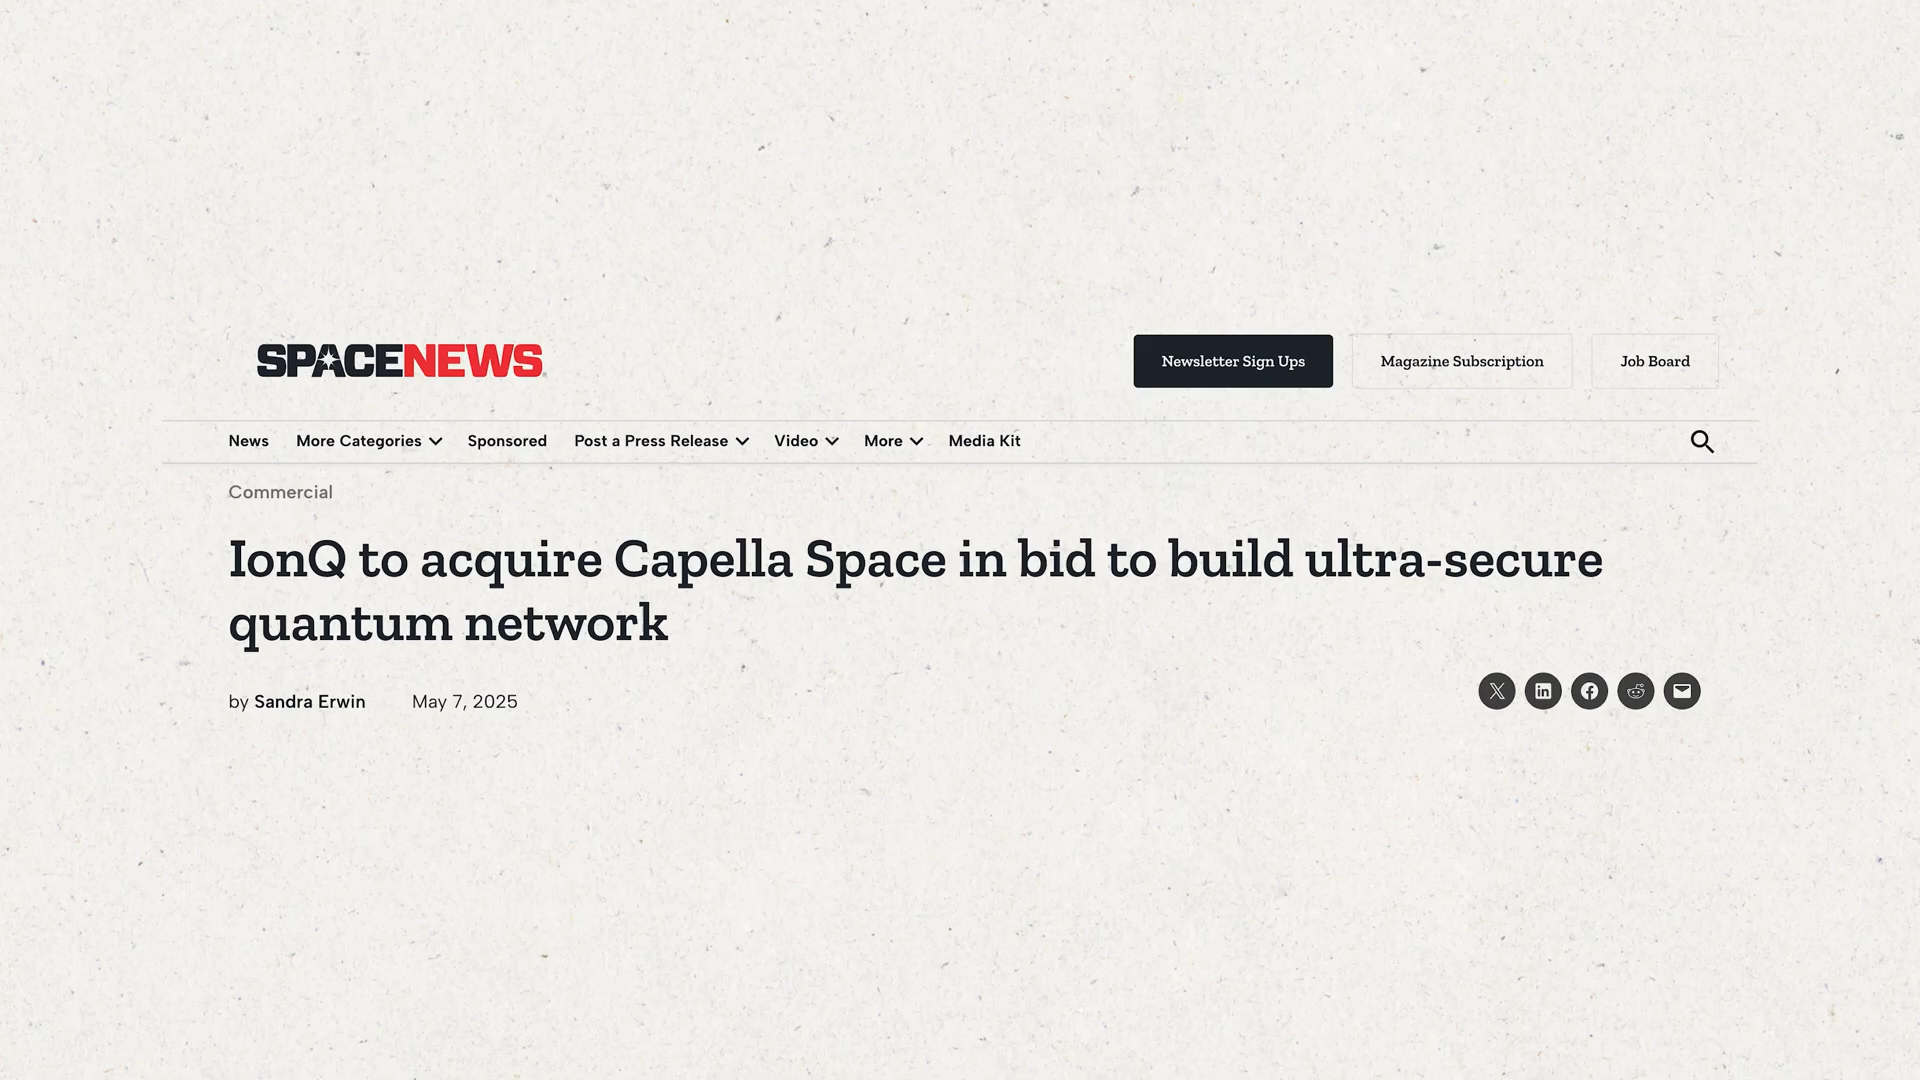 SPACENEWS
Newsletter Sign Ups
Magazine Subscription
Job Board
News
More Categories
Sponsored
Post a Press Release
Video
More
Media Kit
Commercial
IonQ to acquire Capella Space in bid to build ultra-secure
quantum network
by Sandra Erwin
May 7, 2025